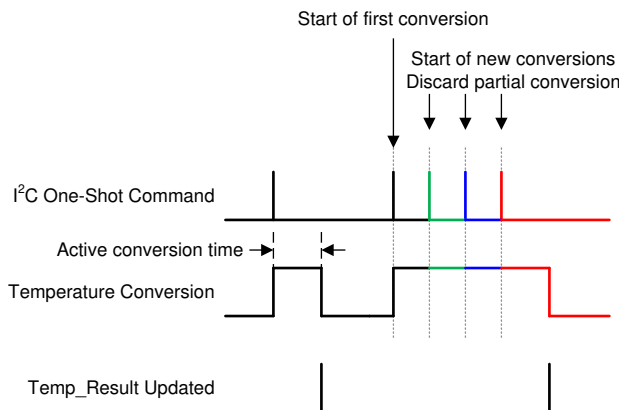 Start of first conversion
Start of new conversions
Discard partial conversion
I²C One-Shot Command
Active conversion time
Temperature Conversion
Temp_Result Updated